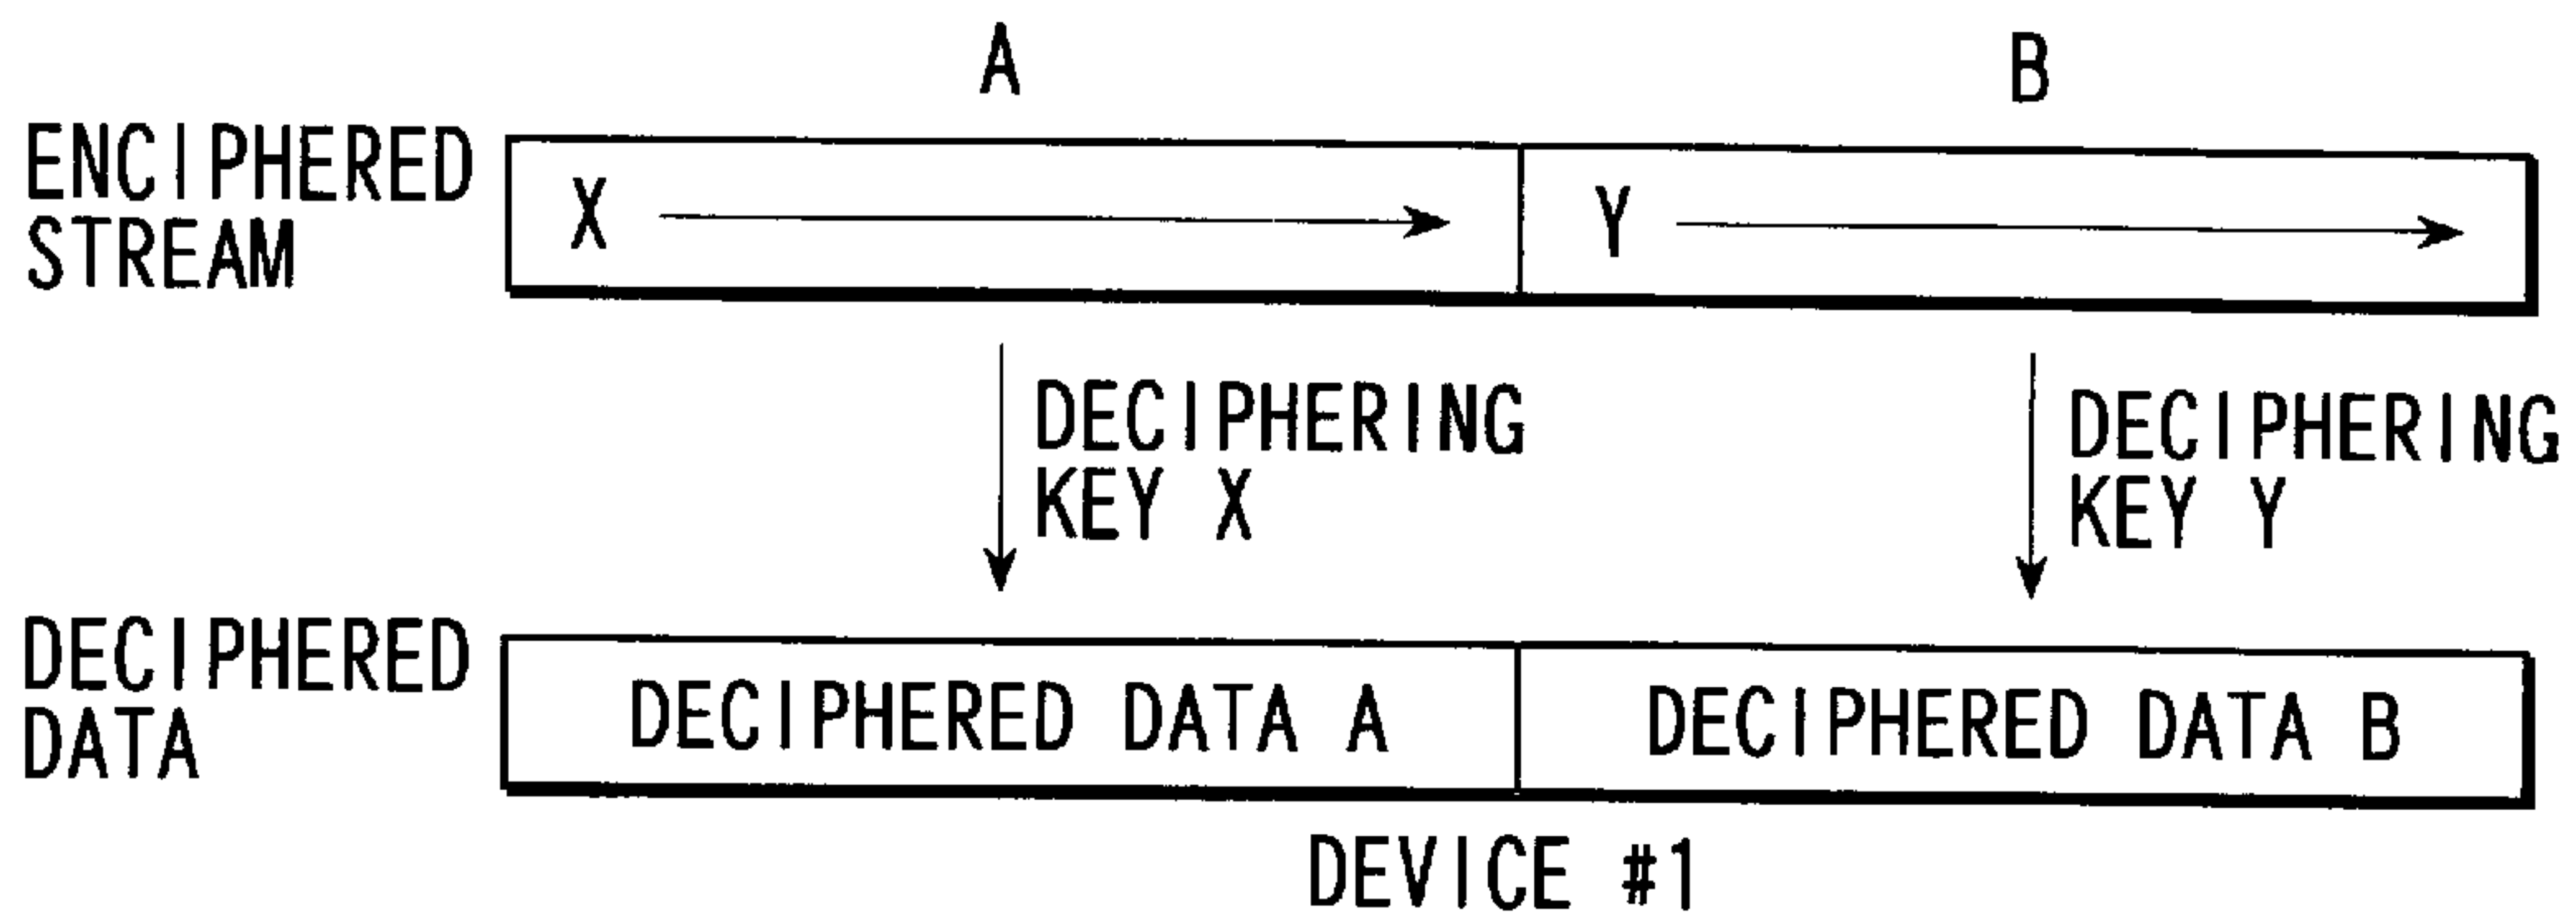 A
B
ENCIPHERED
STREAM
X
Y
DECIPHERING
KEY X
DECIPHERING
KEY Y
DECIPHERED
DATA
DECIPHERED DATA A
DECIPHERED DATA B
DEVICE #1